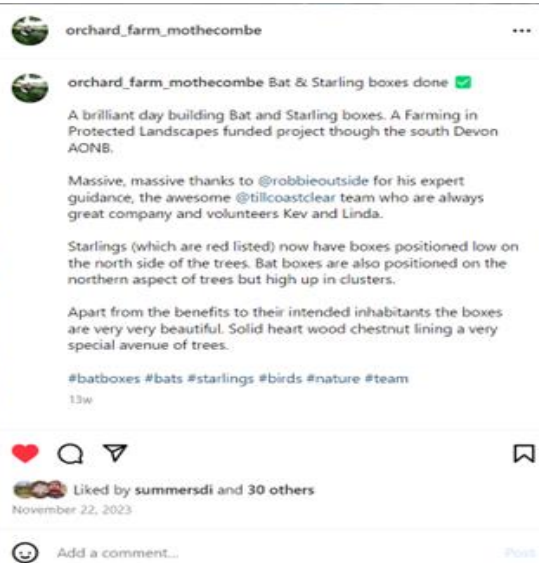 orchard_farm_mothecombe
orchard_farm_mothecombe Bat & Starling boxes done ✅
A brilliant day building Bat and Starling boxes. A Farming in
Protected Landscapes funded project though the south Devon
AONB.
Massive, massive thanks to @robbieoutside for his expert
guidance, the awesome @tillcoastclear team who are always
great company and volunteers Kev and Linda.
Starlings (which are red listed) now have boxes positioned low on
the north side of the trees. Bat boxes are also positioned on the
northern aspect of trees but high up in clusters.
Apart from the benefits to their intended inhabitants the boxes
are very very beautiful. Solid heart wood chestnut lining a very
special avenue of trees.
#batboxes #bats #starlings #birds #nature #team
13w
Liked by summersdi and 30 others
November 22, 2023
Add a comment...
Post